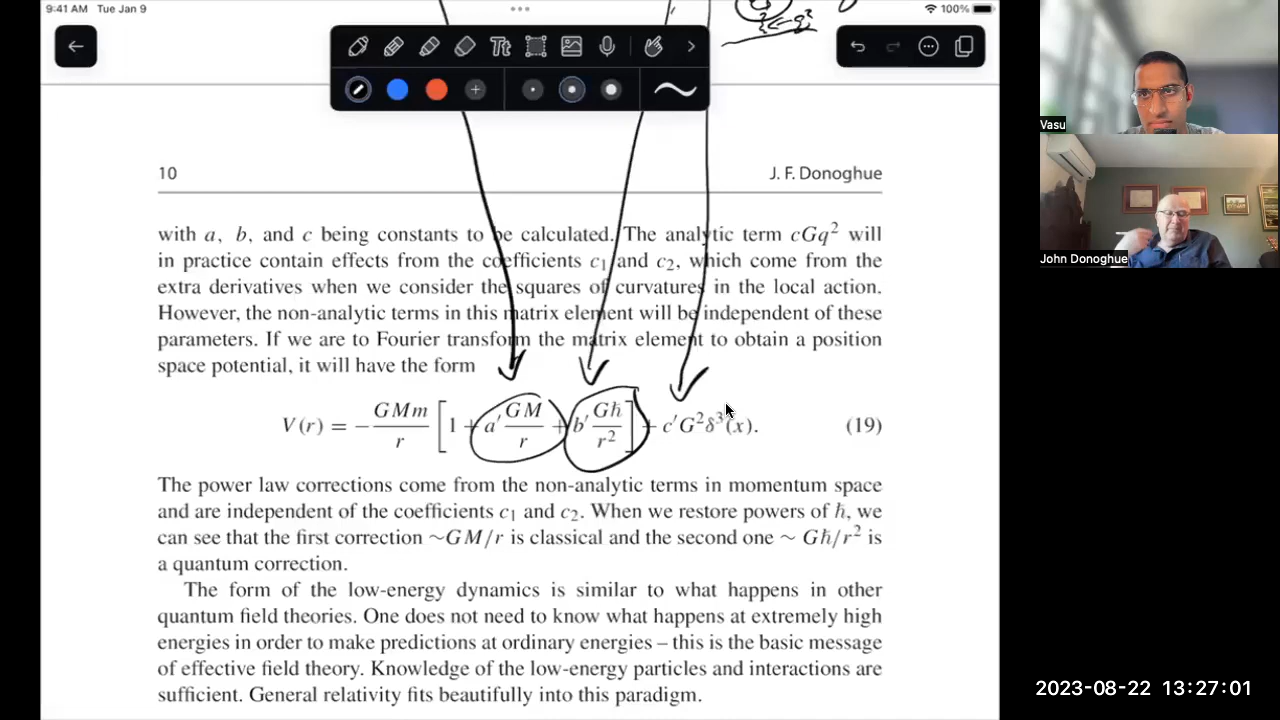 9:41 AM Tue Jan 9
100%
Tt
10 J. F. Donoghue
with a, b, and c being constants to be calculated. The analytic term cGq² will
in practice contain effects from the coefficients c₁ and c₂, which come from the
extra derivatives when we consider the squares of curvatures in the local action.
However, the non-analytic terms in this matrix element will be independent of these
parameters. If we are to Fourier transform the matrix element to obtain a position
space potential, it will have the form
V(r) = −GMm/r [1 + a′ GM/r + b′ Għ/r²] + c′G²δ³(x). (19)
The power law corrections come from the non-analytic terms in momentum space
and are independent of the coefficients c₁ and c₂. When we restore powers of ħ, we
can see that the first correction ∼GM/r is classical and the second one ∼ Għ/r² is
a quantum correction.
The form of the low-energy dynamics is similar to what happens in other
quantum field theories. One does not need to know what happens at extremely high
energies in order to make predictions at ordinary energies – this is the basic message
of effective field theory. Knowledge of the low-energy particles and interactions are
sufficient. General relativity fits beautifully into this paradigm.
Vasu
John Donoghue
2023-08-22 13:27:01